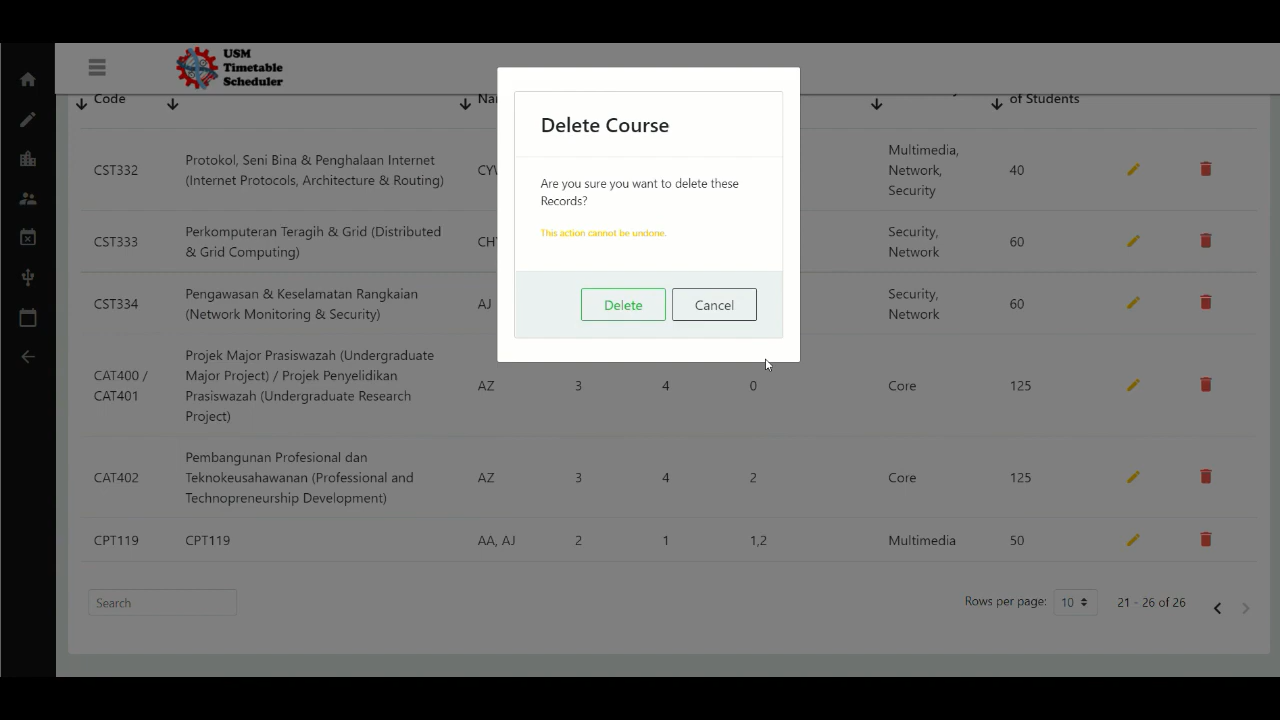 USM
Timetable
Scheduler
Code
of Students
Delete Course
Are you sure you want to delete these
Records?
This action cannot be undone.
Delete
Cancel
CST332
Protokol, Seni Bina & Penghalaan Internet
(Internet Protocols, Architecture & Routing)
Multimedia,
Network,
Security
40
CST333
Perkomputeran Teragih & Grid (Distributed
& Grid Computing)
Security,
Network
60
CST334
Pengawasan & Keselamatan Rangkaian
(Network Monitoring & Security)
AJ
Security,
Network
60
CAT400 /
CAT401
Projek Major Prasiswazah (Undergraduate
Major Project) / Projek Penyelidikan
Prasiswazah (Undergraduate Research
Project)
AZ
3
4
0
Core
125
CAT402
Pembangunan Profesional dan
Teknokeusahawanan (Professional and
Technopreneurship Development)
AZ
3
4
2
Core
125
CPT119
CPT119
AA, AJ
2
1
1,2
Multimedia
50
Search
Rows per page:
10
21 - 26 of 26